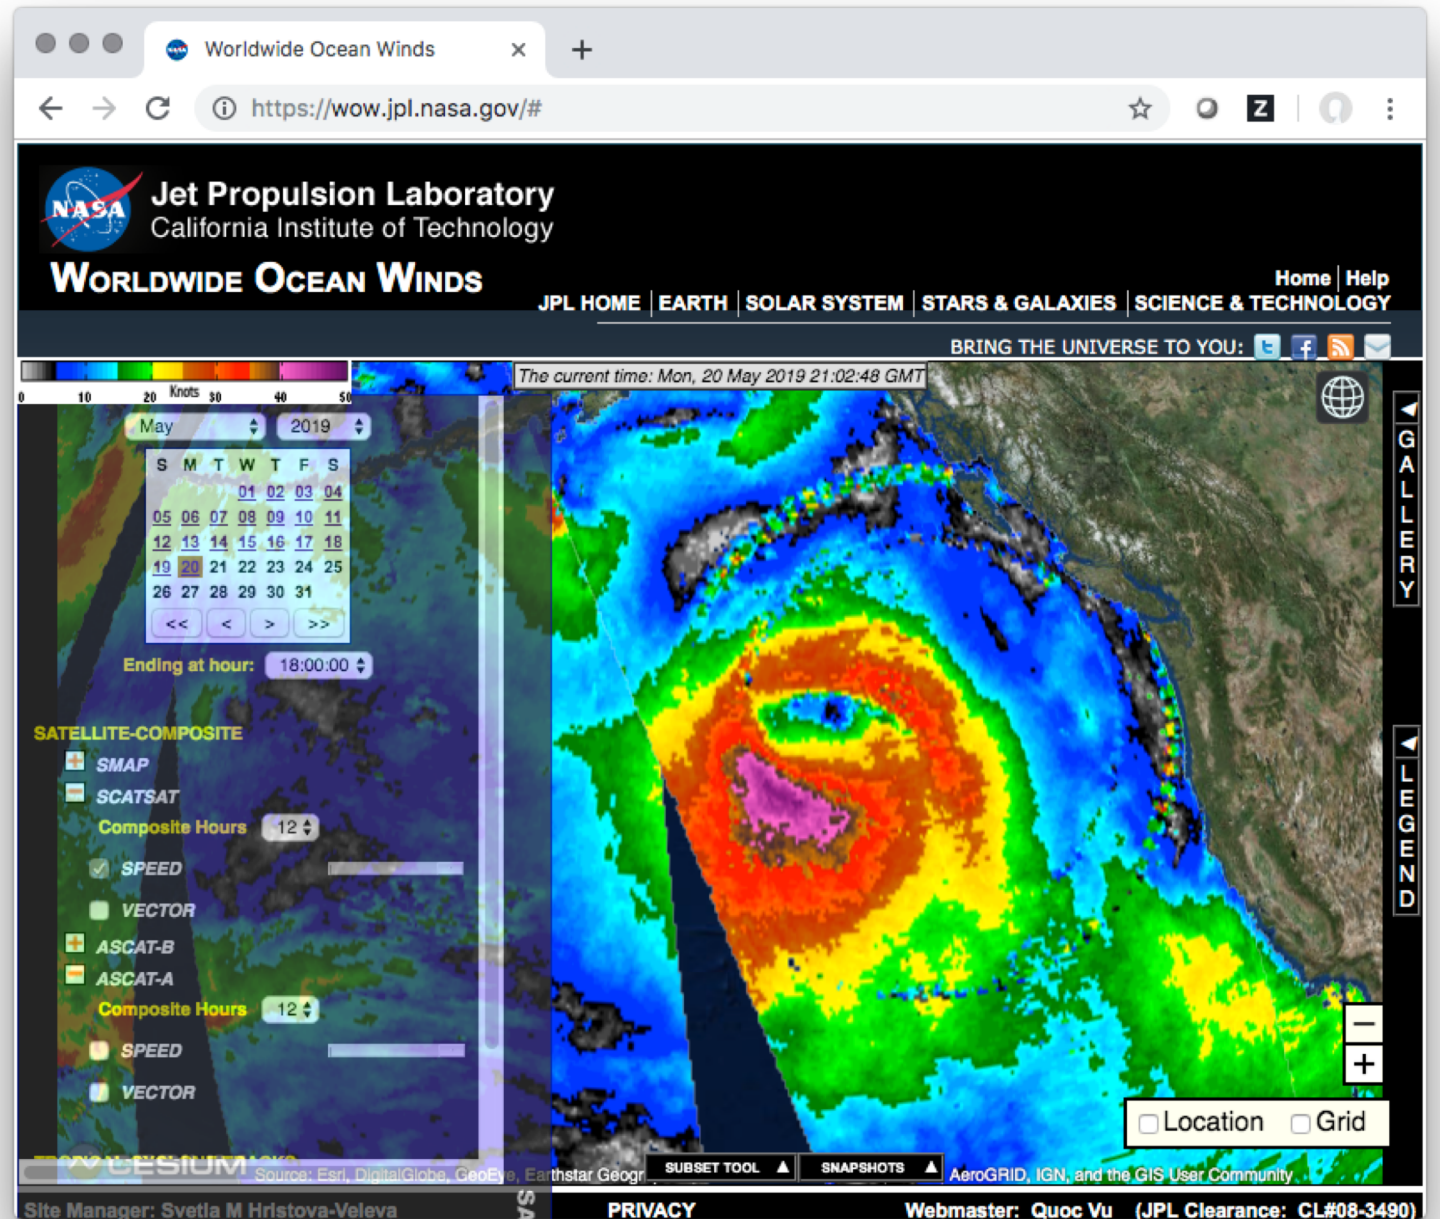 Worldwide Ocean Winds
https://wow.jpl.nasa.gov/#
NASA
Jet Propulsion Laboratory
California Institute of Technology
WORLDWIDE OCEAN WINDS
Home | Help
JPL HOME | EARTH | SOLAR SYSTEM | STARS & GALAXIES | SCIENCE & TECHNOLOGY
BRING THE UNIVERSE TO YOU:
The current time: Mon, 20 May 2019 21:02:48 GMT
0 10 20 Knots 30 40 50
May 2019
S M T W T F S
01 02 03 04
05 06 07 08 09 10 11
12 13 14 15 16 17 18
19 20 21 22 23 24 25
26 27 28 29 30 31
<< < > >>
Ending at hour: 18:00:00
SATELLITE-COMPOSITE
SMAP
SCATSAT
Composite Hours 12
SPEED
VECTOR
ASCAT-B
ASCAT-A
Composite Hours 12
SPEED
VECTOR
GALLERY
LEGEND
Location Grid
CESIUM
Source: Esri, DigitalGlobe, GeoEye, Earthstar Geogr
SUBSET TOOL
SNAPSHOTS
AeroGRID, IGN, and the GIS User Community
SA
Site Manager: Svetla M Hristova-Veleva
PRIVACY
Webmaster: Quoc Vu (JPL Clearance: CL#08-3490)